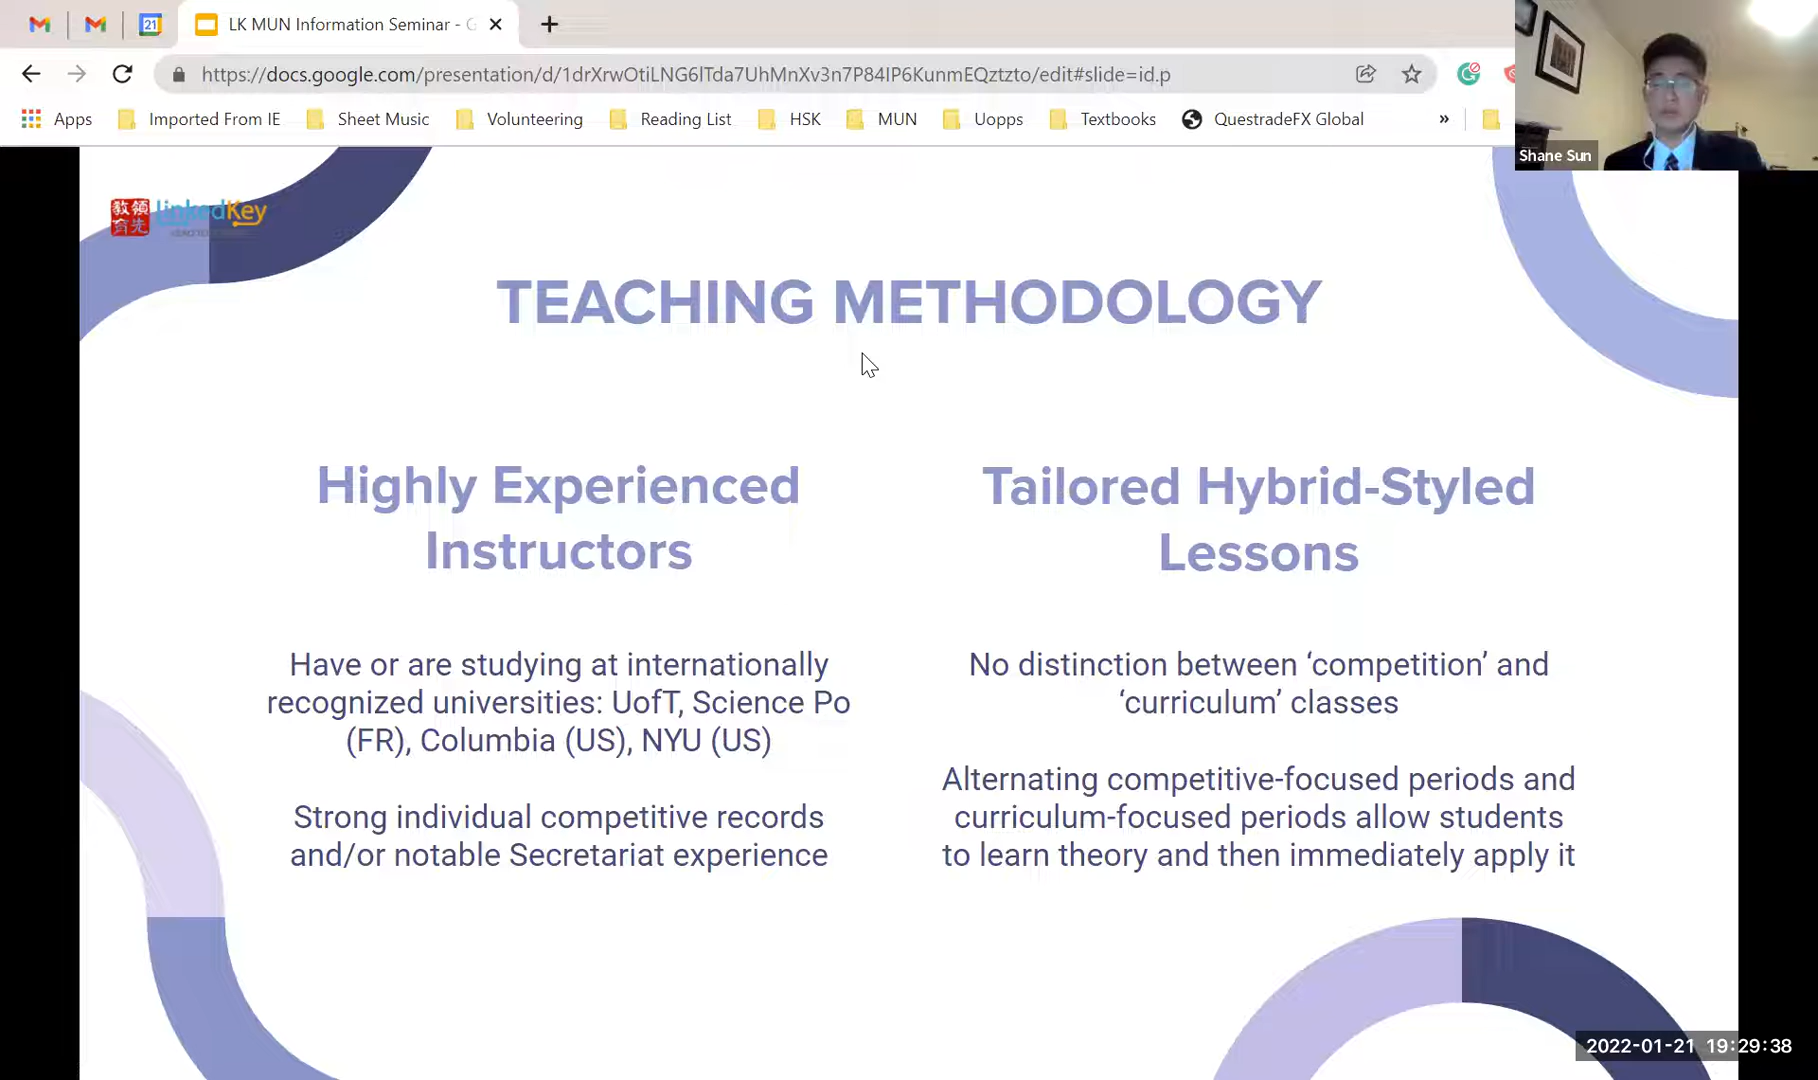 21
LK MUN Information Seminar - G
https://docs.google.com/presentation/d/1drXrwOtiLNG6lTda7UhMnXv3n7P84IP6KunmEQztzto/edit#slide=id.p
Apps
Imported From IE
Sheet Music
Volunteering
Reading List
HSK
MUN
Uopps
Textbooks
QuestradeFX Global
»
Shane Sun
教領
育先
LinkedKey
TEACHING METHODOLOGY
Highly Experienced
Instructors
Have or are studying at internationally
recognized universities: UofT, Science Po
(FR), Columbia (US), NYU (US)
Strong individual competitive records
and/or notable Secretariat experience
Tailored Hybrid-Styled
Lessons
No distinction between ‘competition’ and
‘curriculum’ classes
Alternating competitive-focused periods and
curriculum-focused periods allow students
to learn theory and then immediately apply it
2022-01-21 19:29:38